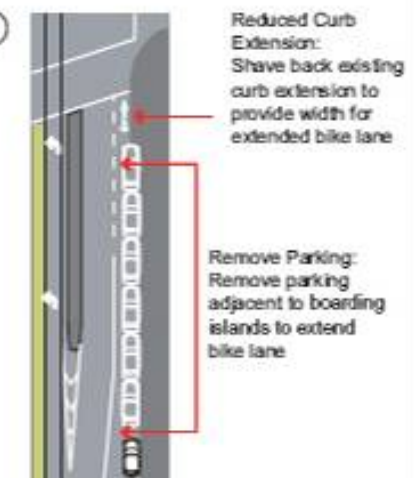 Reduced Curb
Extension:
Shave back existing
curb extension to
provide width for
extended bike lane
Remove Parking:
Remove parking
adjacent to boarding
islands to extend
bike lane